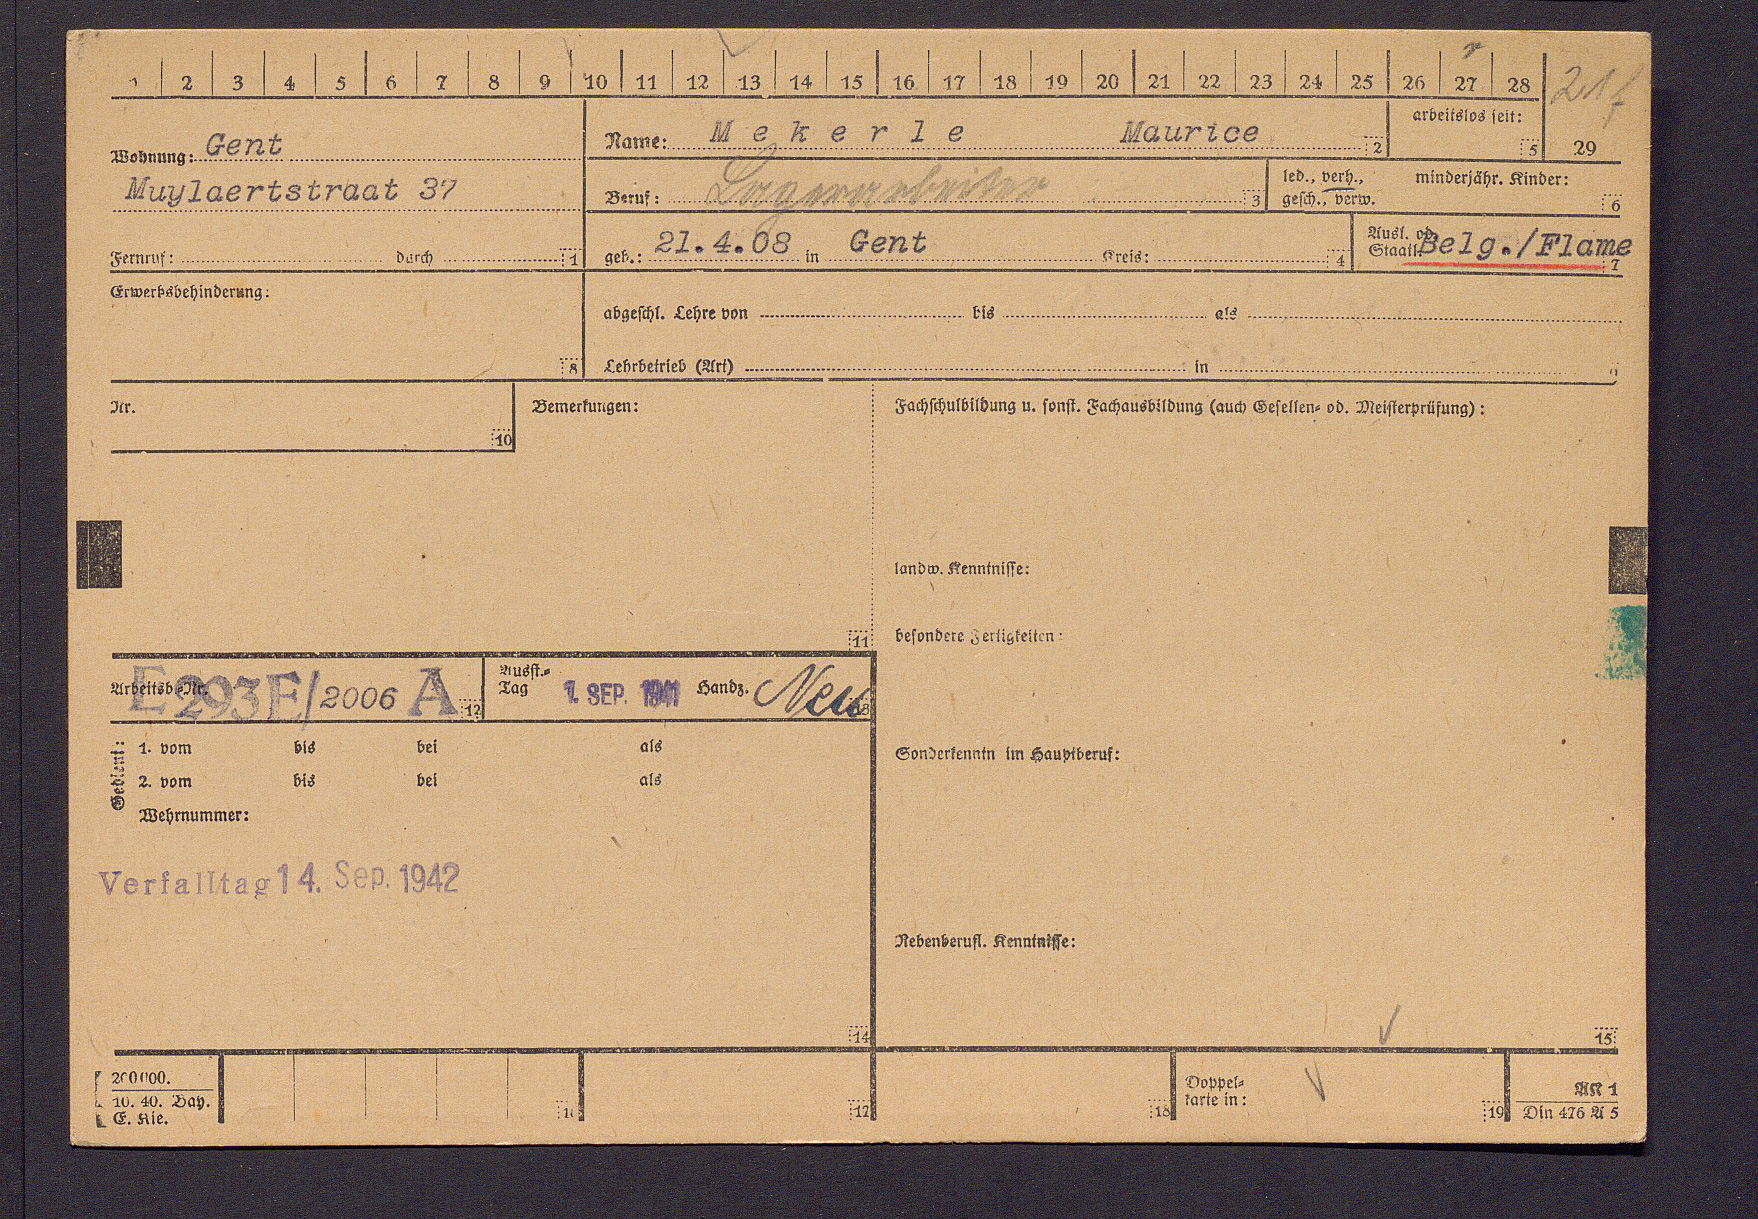 1 2 3 4 5 6 7 8 9 10 11 12 13 14 15 16 17 18 19 20 21 22 23 24 25 26 27 28
Wohnung: Gent
Muylaertstraat 37
Fernruf: durch 1
Name: Mekerle Maurice 2
arbeitslos seit: 5
29
Beruf: Lagerarbeiter 3
led., verh., gesch., verw.
minderjähr. Kinder: 6
geb.: 21.4.08 in Gent Kreis: 4
Ausl. od. Staatl. Belg./Flame 7
Erwerbsbehinderung: 8
abgeschl. Lehre von bis als
Lehrbetrieb (Art) in 9
Nr. 10
Bemerkungen: 11
Fachschulbildung u. sonst. Fachausbildung (auch Gesellen- od. Meisterprüfung):
landw. Kenntnisse:
besondere Fertigkeiten:
Arbeitsb.-Nr. E 293E/2006 A 12
Ausst.-Tag 1. SEP. 1941 Handz. Neu 13
Gedient:
1. vom bis bei als
2. vom bis bei als
Wehrnummer:
Verfalltag 14. Sep. 1942
14
Sonderkenntn im Hauptberuf:
Nebenberufl. Kenntnisse:
15
200000.
10. 40. Bay.
E. Kie.
16 17 18
Doppel-
karte in: 19
AK 1
Din 476 A 5